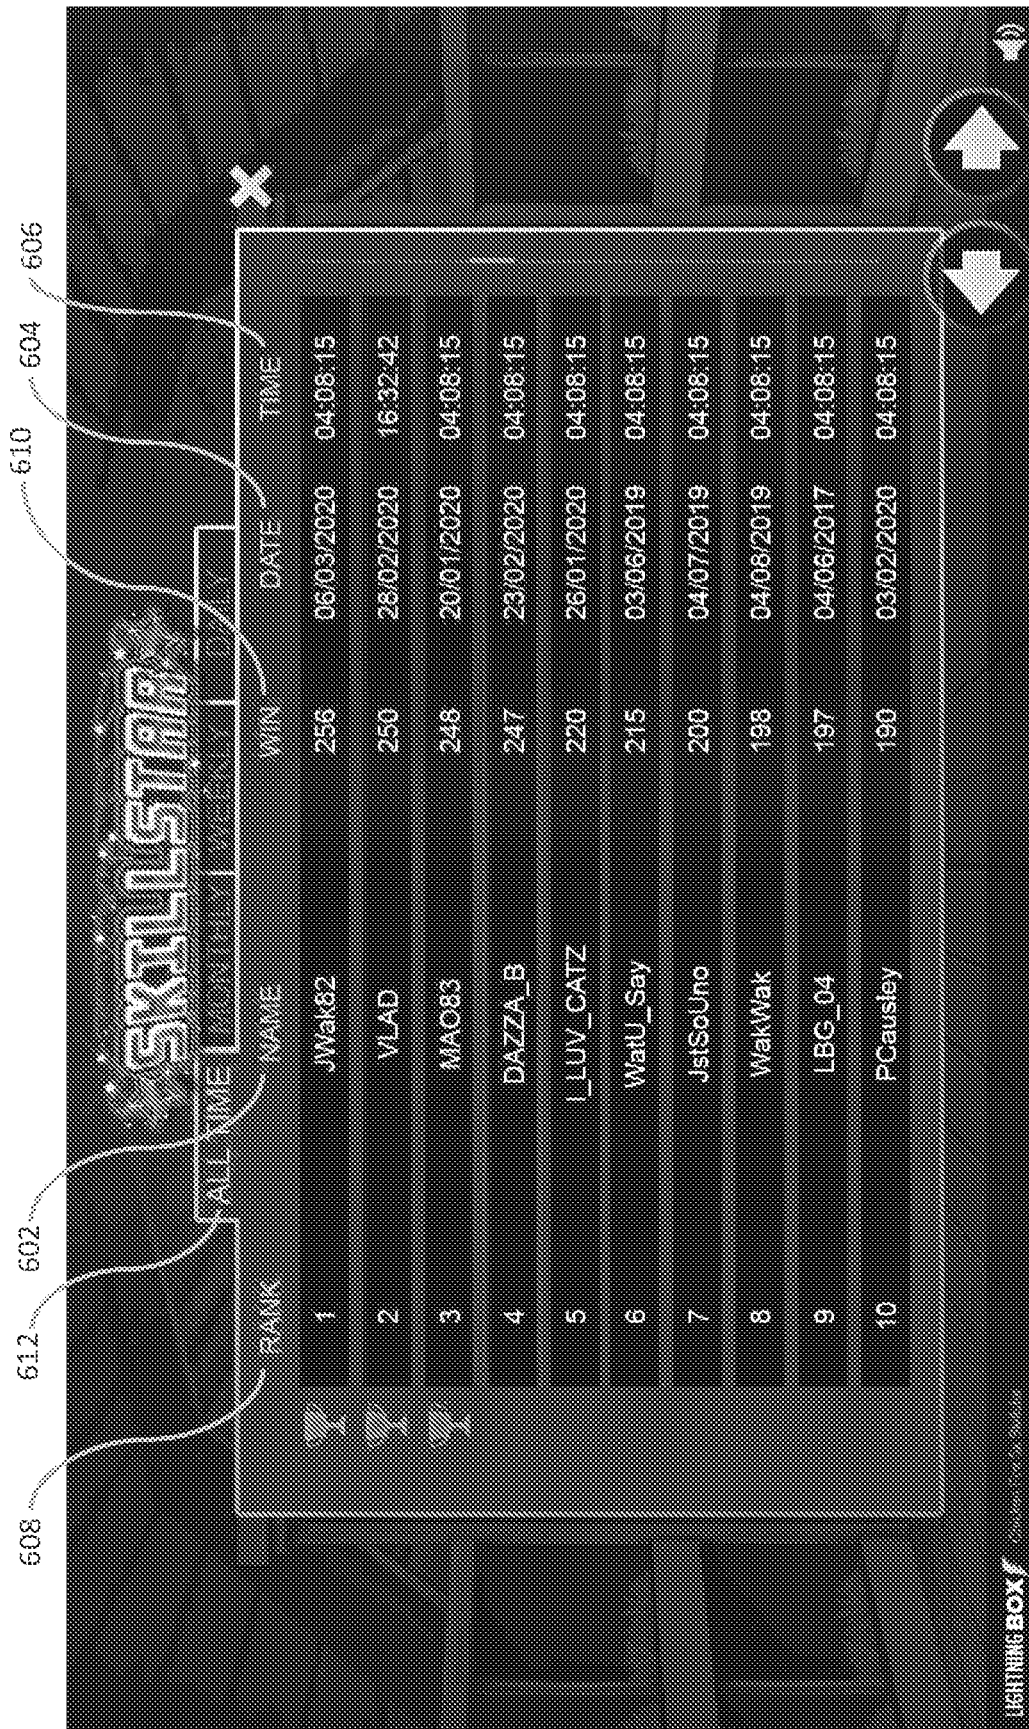 608 612 602 610 604 606
SKILLSTAR
ALL TIME
RANK NAME WIN DATE TIME
1 JWak82 256 06/03/2020 04:08:15
2 VLAD 250 28/02/2020 16:32:42
3 MAO83 248 20/01/2020 04:08:15
4 DAZZA_B 247 23/02/2020 04:08:15
5 I_LUV_CATZ 220 26/01/2020 04:08:15
6 WatU_Say 215 03/06/2019 04:08:15
7 JstSoUno 200 04/07/2019 04:08:15
8 WakWak 198 04/08/2019 04:08:15
9 LBG_04 197 04/06/2017 04:08:15
10 PCausley 190 03/02/2020 04:08:15
LIGHTNING BOX